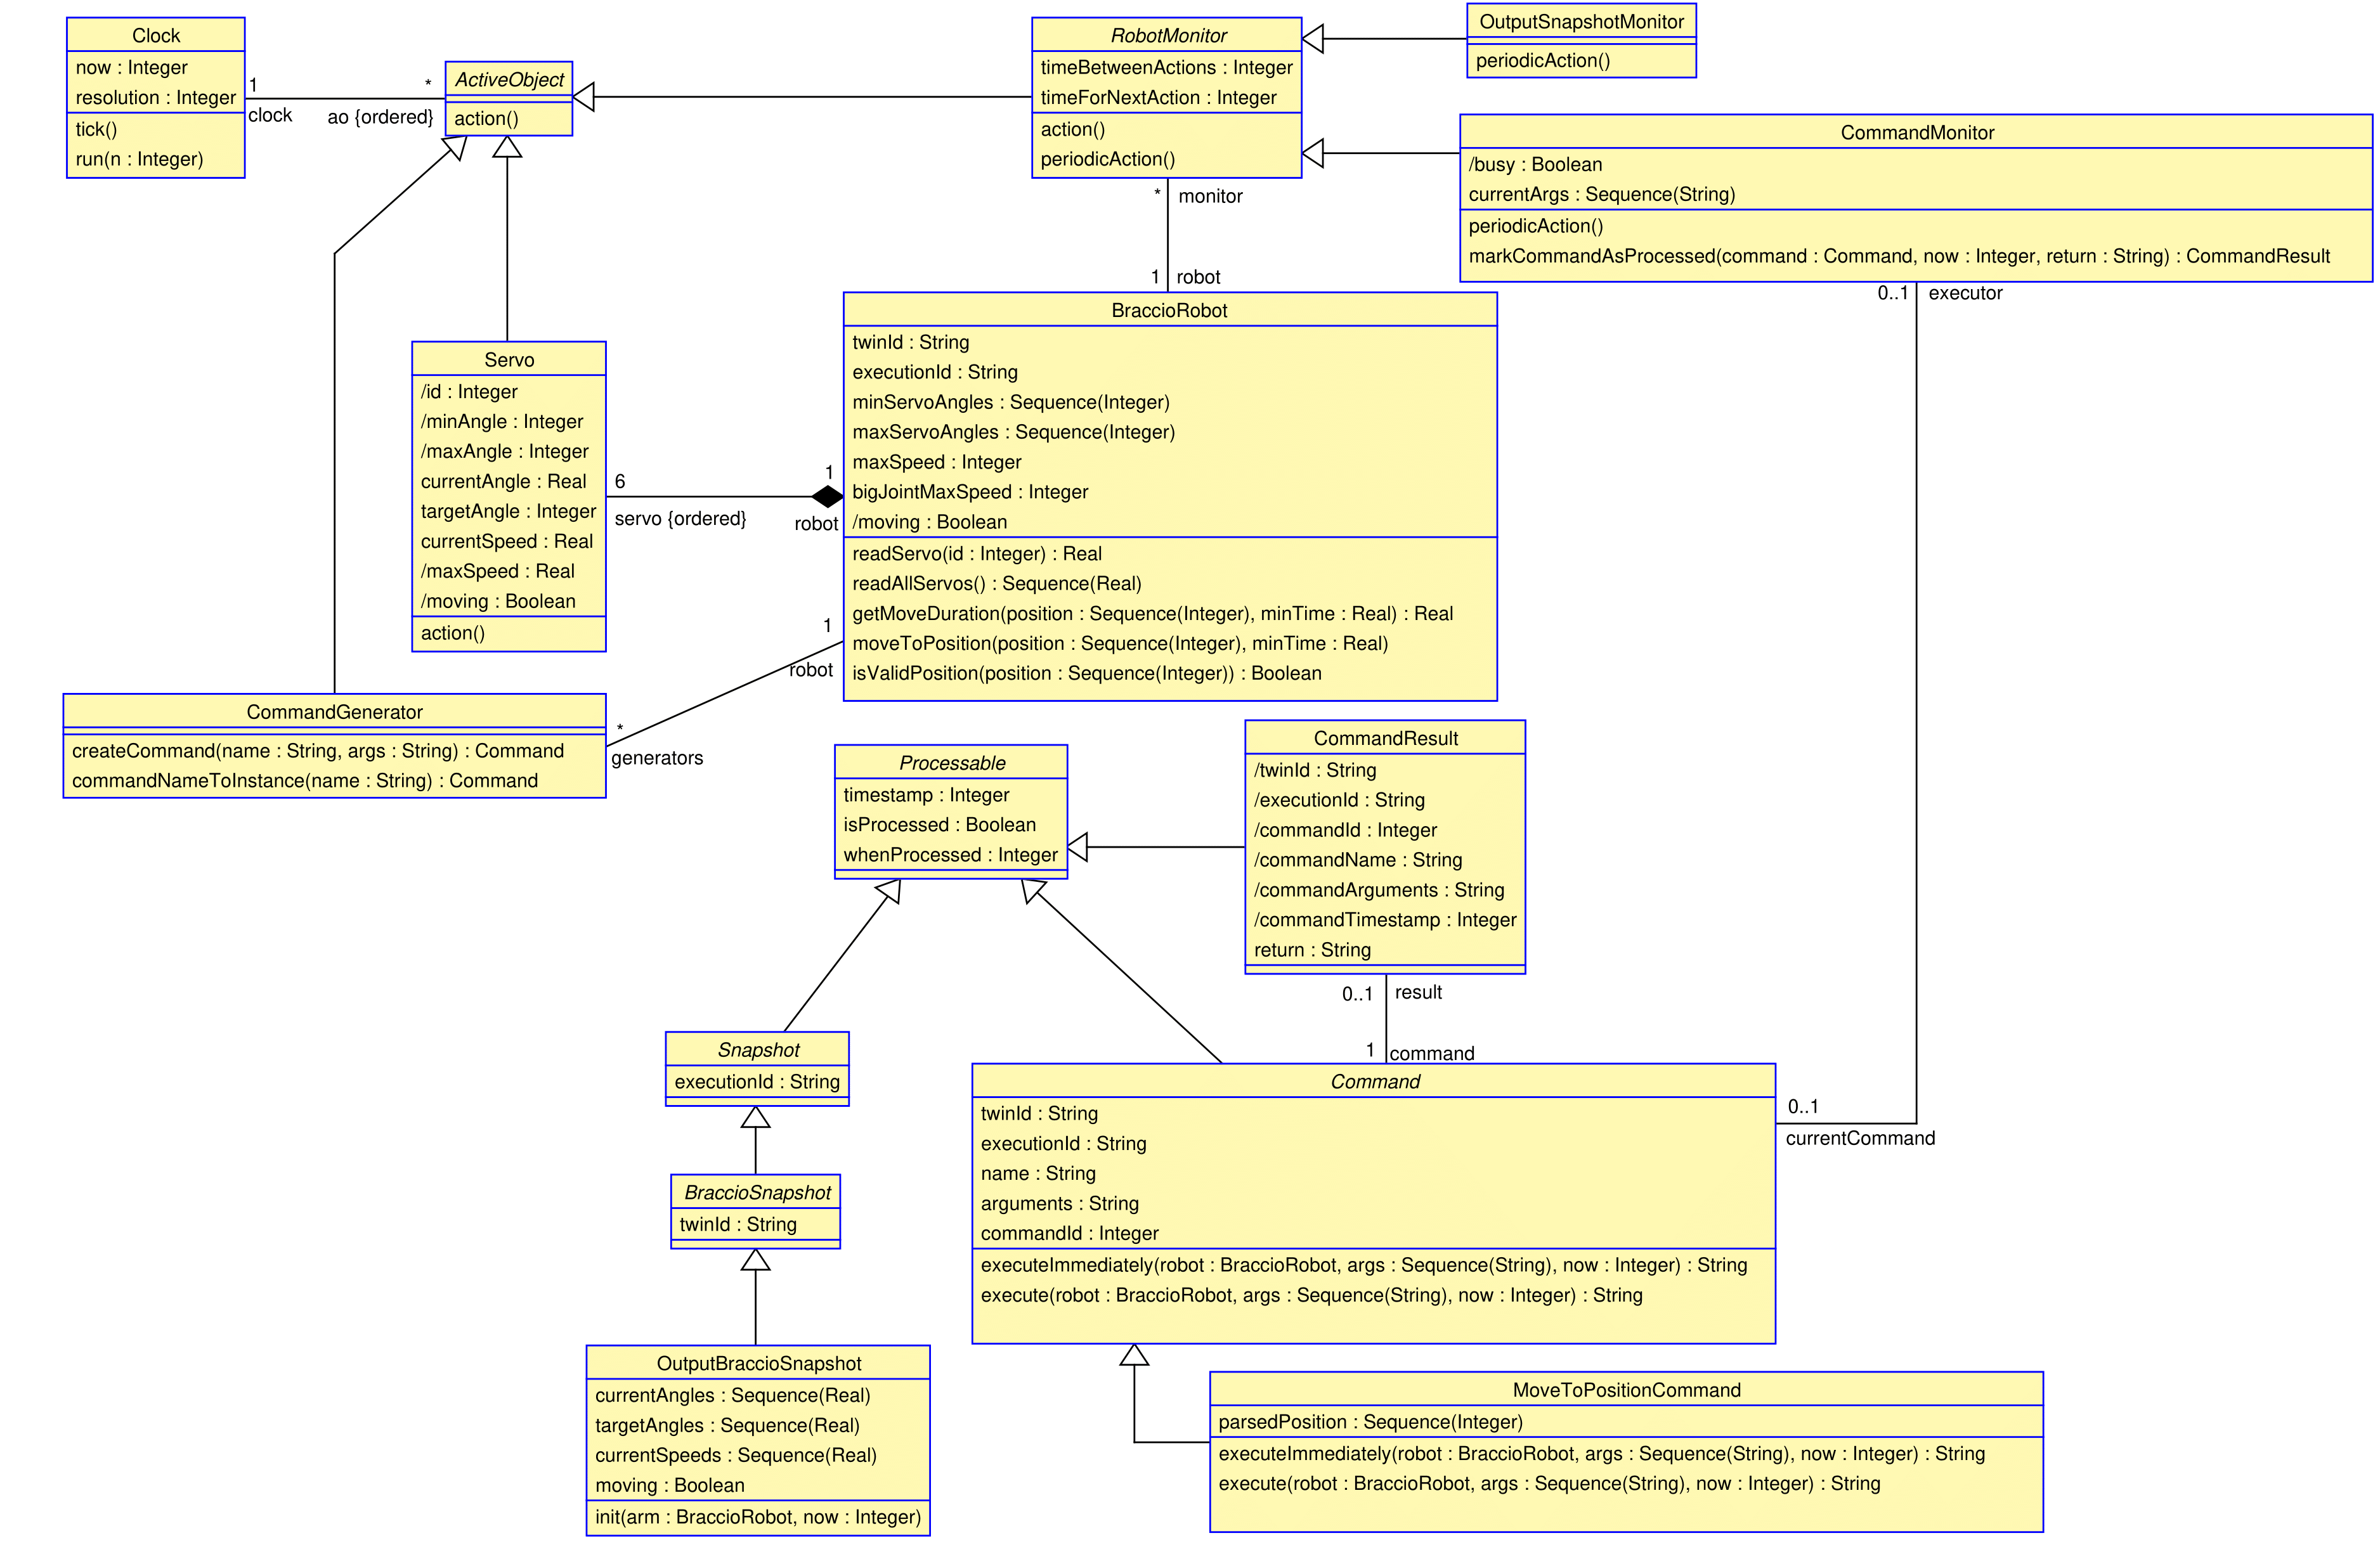 Clock
now : Integer
resolution : Integer
tick()
run(n : Integer)
1
clock
*
ao {ordered}
ActiveObject
action()
RobotMonitor
timeBetweenActions : Integer
timeForNextAction : Integer
action()
periodicAction()
OutputSnapshotMonitor
periodicAction()
CommandMonitor
/busy : Boolean
currentArgs : Sequence(String)
periodicAction()
markCommandAsProcessed(command : Command, now : Integer, return : String) : CommandResult
* monitor
1 robot
0..1 executor
Servo
/id : Integer
/minAngle : Integer
/maxAngle : Integer
currentAngle : Real
targetAngle : Integer
currentSpeed : Real
/maxSpeed : Real
/moving : Boolean
action()
6
servo {ordered}
1
robot
BraccioRobot
twinId : String
executionId : String
minServoAngles : Sequence(Integer)
maxServoAngles : Sequence(Integer)
maxSpeed : Integer
bigJointMaxSpeed : Integer
/moving : Boolean
readServo(id : Integer) : Real
readAllServos() : Sequence(Real)
getMoveDuration(position : Sequence(Integer), minTime : Real) : Real
moveToPosition(position : Sequence(Integer), minTime : Real)
isValidPosition(position : Sequence(Integer)) : Boolean
1
robot
*
generators
CommandGenerator
createCommand(name : String, args : String) : Command
commandNameToInstance(name : String) : Command
Processable
timestamp : Integer
isProcessed : Boolean
whenProcessed : Integer
CommandResult
/twinId : String
/executionId : String
/commandId : Integer
/commandName : String
/commandArguments : String
/commandTimestamp : Integer
return : String
0..1 result
1 command
Snapshot
executionId : String
BraccioSnapshot
twinId : String
Command
twinId : String
executionId : String
name : String
arguments : String
commandId : Integer
executeImmediately(robot : BraccioRobot, args : Sequence(String), now : Integer) : String
execute(robot : BraccioRobot, args : Sequence(String), now : Integer) : String
0..1
currentCommand
OutputBraccioSnapshot
currentAngles : Sequence(Real)
targetAngles : Sequence(Real)
currentSpeeds : Sequence(Real)
moving : Boolean
init(arm : BraccioRobot, now : Integer)
MoveToPositionCommand
parsedPosition : Sequence(Integer)
executeImmediately(robot : BraccioRobot, args : Sequence(String), now : Integer) : String
execute(robot : BraccioRobot, args : Sequence(String), now : Integer) : String